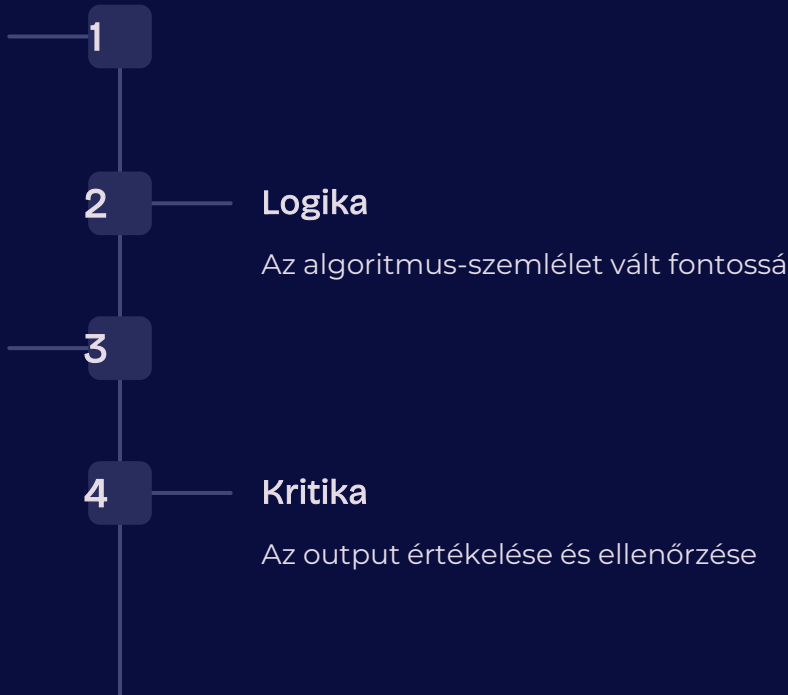 1
2
Logika
Az algoritmus-szemlélet vált fontossá
3
4
Kritika
Az output értékelése és ellenőrzése